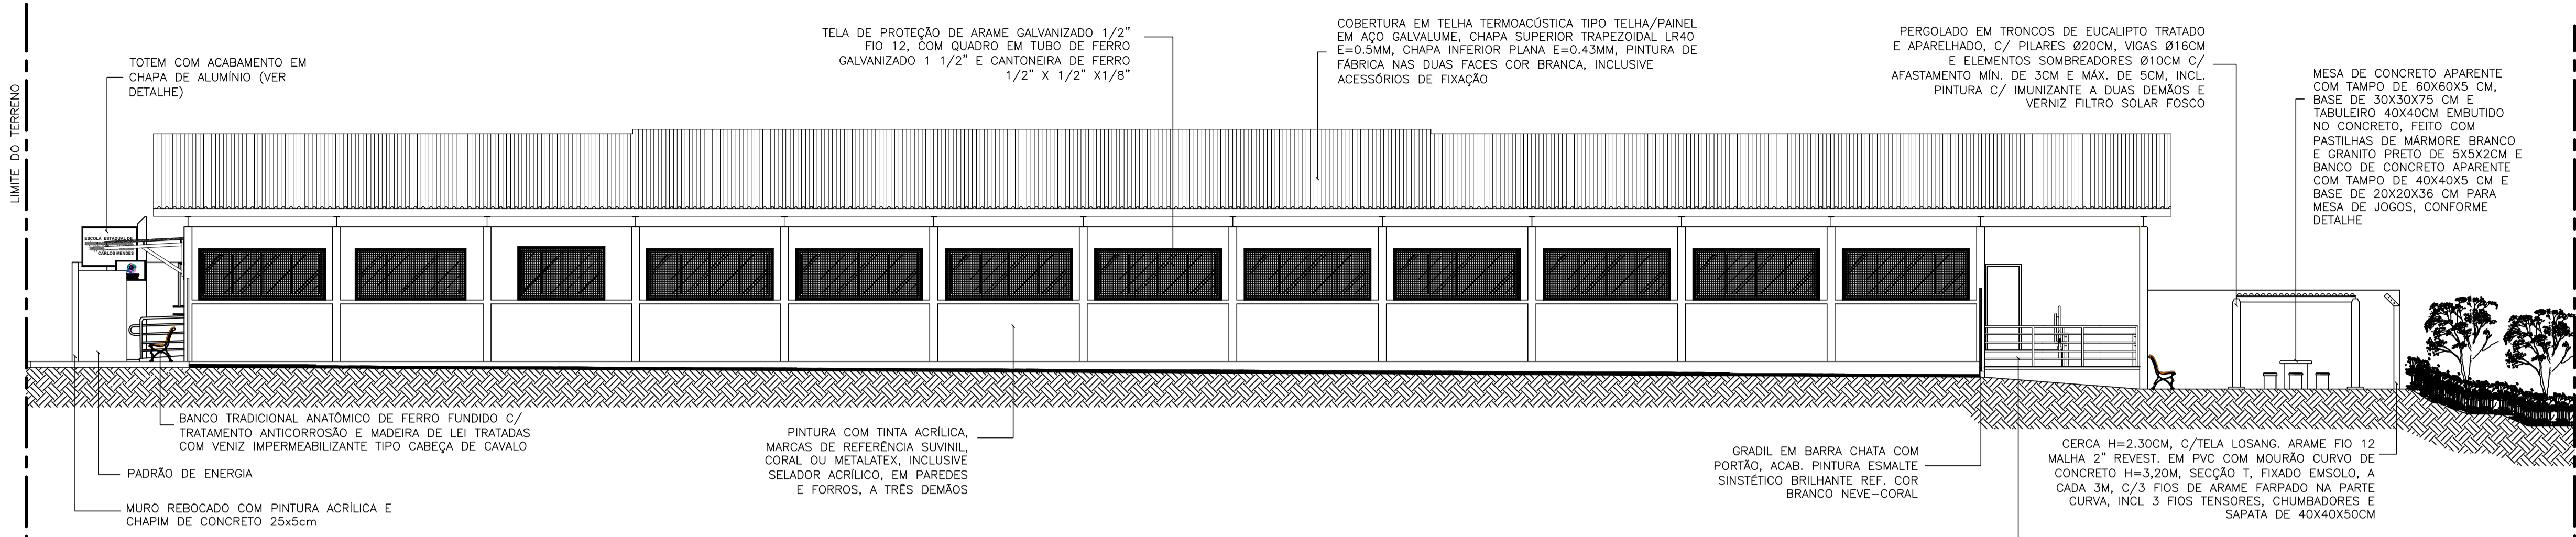 LIMITE DO TERRENO
TOTEM COM ACABAMENTO EM
CHAPA DE ALUMÍNIO (VER
DETALHE)
TELA DE PROTEÇÃO DE ARAME GALVANIZADO 1/2”
FIO 12, COM QUADRO EM TUBO DE FERRO
GALVANIZADO 1 1/2” E CANTONEIRA DE FERRO
1/2” X 1/2” X1/8”
COBERTURA EM TELHA TERMOACÚSTICA TIPO TELHA/PAINEL
EM AÇO GALVALUME, CHAPA SUPERIOR TRAPEZOIDAL LR40
E=0.5MM, CHAPA INFERIOR PLANA E=0.43MM, PINTURA DE
FÁBRICA NAS DUAS FACES COR BRANCA, INCLUSIVE
ACESSÓRIOS DE FIXAÇÃO
PERGOLADO EM TRONCOS DE EUCALIPTO TRATADO
E APARELHADO, C/ PILARES Ø20CM, VIGAS Ø16CM
E ELEMENTOS SOMBREADORES Ø10CM C/
AFASTAMENTO MÍN. DE 3CM E MÁX. DE 5CM, INCL.
PINTURA C/ IMUNIZANTE A DUAS DEMÃOS E
VERNIZ FILTRO SOLAR FOSCO
MESA DE CONCRETO APARENTE
COM TAMPO DE 60X60X5 CM,
BASE DE 30X30X75 CM E
TABULEIRO 40X40CM EMBUTIDO
NO CONCRETO, FEITO COM
PASTILHAS DE MÁRMORE BRANCO
E GRANITO PRETO DE 5X5X2CM E
BANCO DE CONCRETO APARENTE
COM TAMPO DE 40X40X5 CM E
BASE DE 20X20X36 CM PARA
MESA DE JOGOS, CONFORME
DETALHE
ESCOLA ESTADUAL DE
CARLOS MENDES
BANCO TRADICIONAL ANATÔMICO DE FERRO FUNDIDO C/
TRATAMENTO ANTICORROSÃO E MADEIRA DE LEI TRATADAS
COM VENIZ IMPERMEABILIZANTE TIPO CABEÇA DE CAVALO
PADRÃO DE ENERGIA
MURO REBOCADO COM PINTURA ACRÍLICA E
CHAPIM DE CONCRETO 25x5cm
PINTURA COM TINTA ACRÍLICA,
MARCAS DE REFERÊNCIA SUVINIL,
CORAL OU METALATEX, INCLUSIVE
SELADOR ACRÍLICO, EM PAREDES
E FORROS, A TRÊS DEMÃOS
GRADIL EM BARRA CHATA COM
PORTÃO, ACAB. PINTURA ESMALTE
SINSTÉTICO BRILHANTE REF. COR
BRANCO NEVE-CORAL
CERCA H=2.30CM, C/TELA LOSANG. ARAME FIO 12
MALHA 2” REVEST. EM PVC COM MOURÃO CURVO DE
CONCRETO H=3,20M, SECÇÃO T, FIXADO EMSOLO, A
CADA 3M, C/3 FIOS DE ARAME FARPADO NA PARTE
CURVA, INCL 3 FIOS TENSORES, CHUMBADORES E
SAPATA DE 40X40X50CM